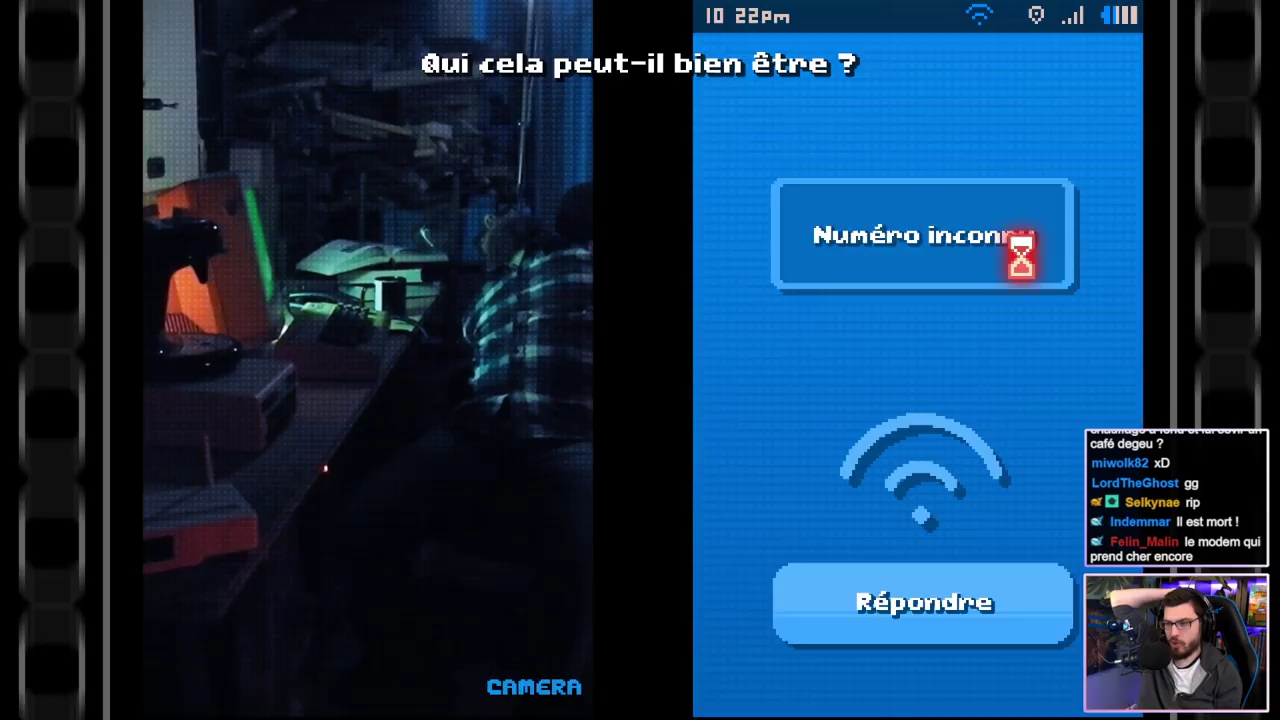 10 22pm
Qui cela peut-il bien être ?
Numéro inconnu
Répondre
CAMERA
café degeu ?
miwolk82 xD
LordTheGhost gg
Selkynae rip
Indemmar Il est mort !
Felin_Malin le modem qui
prend cher encore